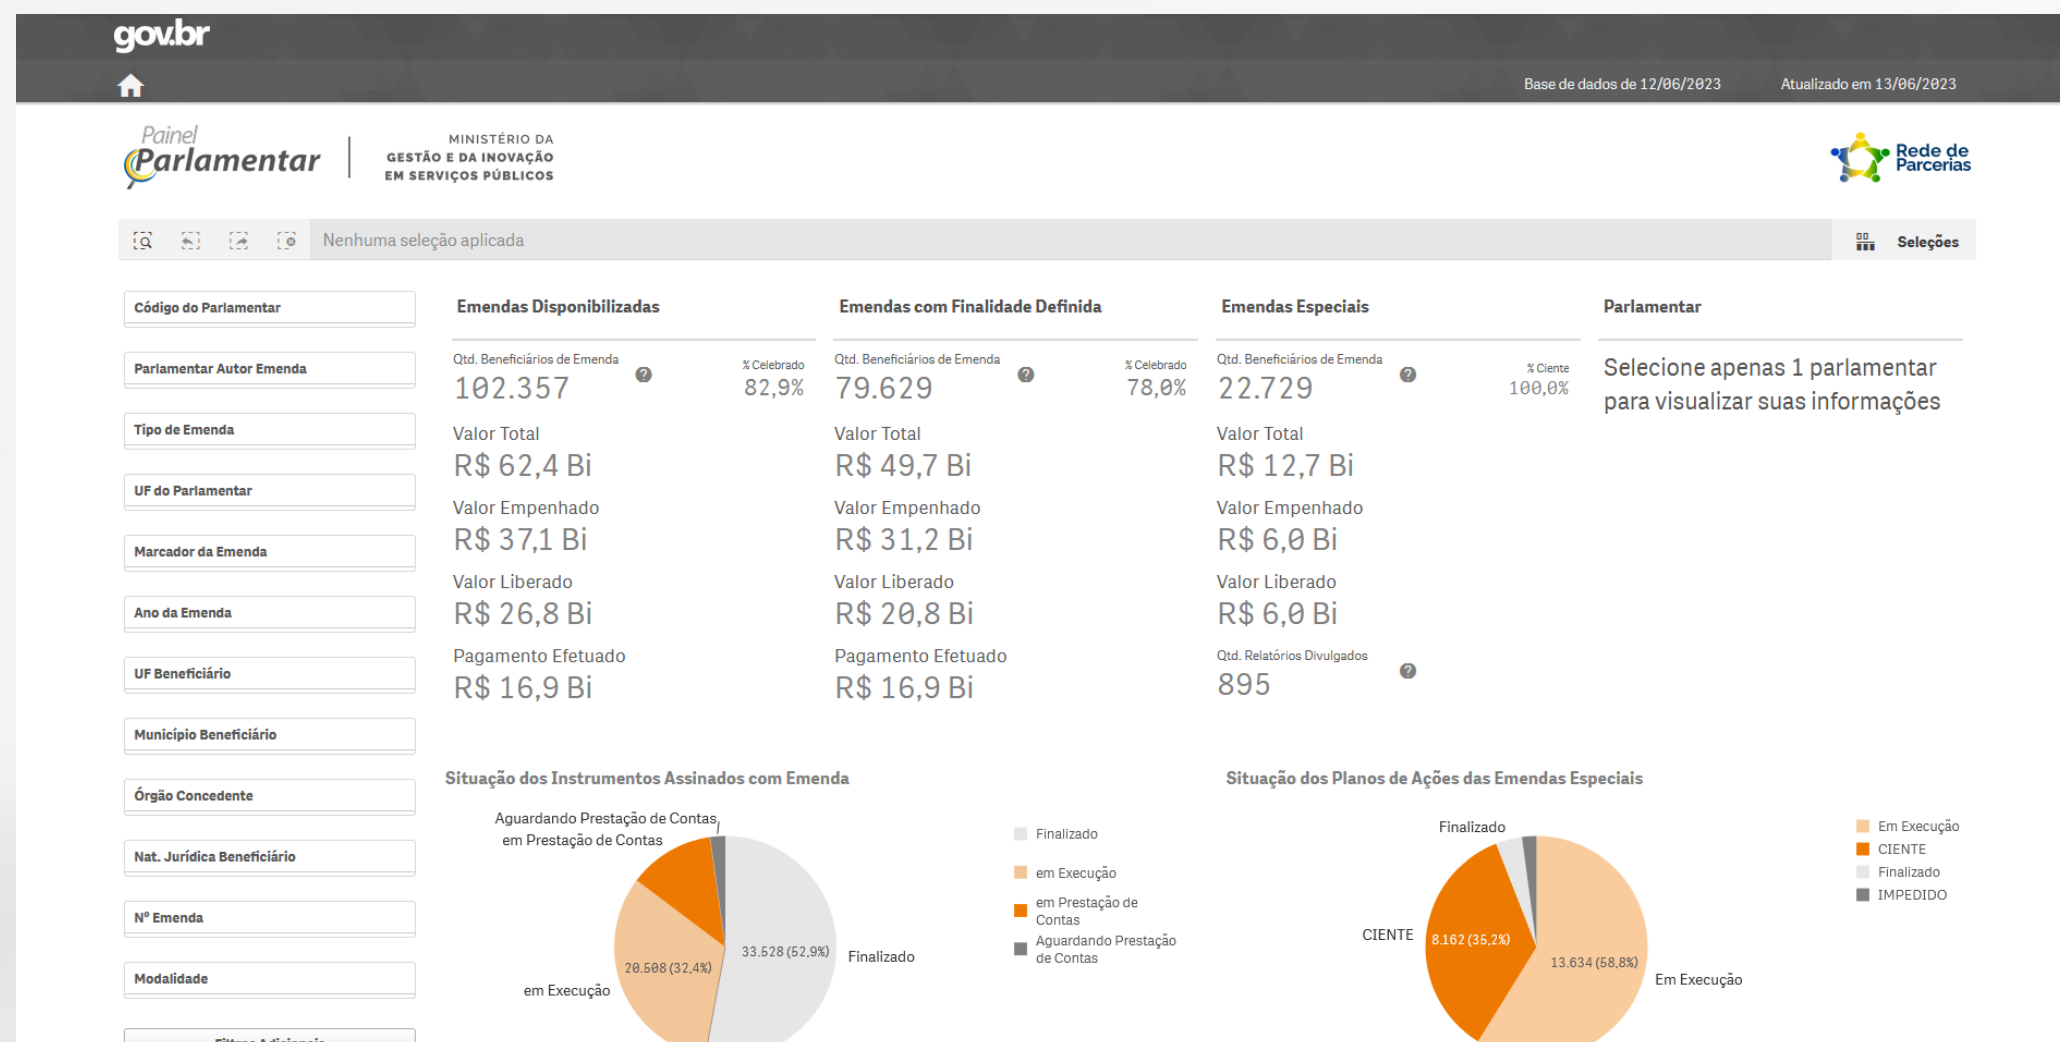 gov.br
Base de dados de 12/06/2023
Atualizado em 13/06/2023
Painel
Parlamentar
MINISTÉRIO DA
GESTÃO E DA INOVAÇÃO
EM SERVIÇOS PÚBLICOS
Rede de
Parcerias
Nenhuma seleção aplicada
Seleções
Código do Parlamentar
Parlamentar Autor Emenda
Tipo de Emenda
UF do Parlamentar
Marcador da Emenda
Ano da Emenda
UF Beneficiário
Município Beneficiário
Órgão Concedente
Nat. Jurídica Beneficiário
Nº Emenda
Modalidade
Filtros Adicionais
Emendas Disponibilizadas
Qtd. Beneficiários de Emenda
102.357
% Celebrado
82,9%
Valor Total
R$ 62,4 Bi
Valor Empenhado
R$ 37,1 Bi
Valor Liberado
R$ 26,8 Bi
Pagamento Efetuado
R$ 16,9 Bi
Emendas com Finalidade Definida
Qtd. Beneficiários de Emenda
79.629
% Celebrado
78,0%
Valor Total
R$ 49,7 Bi
Valor Empenhado
R$ 31,2 Bi
Valor Liberado
R$ 20,8 Bi
Pagamento Efetuado
R$ 16,9 Bi
Emendas Especiais
Qtd. Beneficiários de Emenda
22.729
% Ciente
100,0%
Valor Total
R$ 12,7 Bi
Valor Empenhado
R$ 6,0 Bi
Valor Liberado
R$ 6,0 Bi
Qtd. Relatórios Divulgados
895
Parlamentar
Selecione apenas 1 parlamentar
para visualizar suas informações
Situação dos Instrumentos Assinados com Emenda
Aguardando Prestação de Contas
em Prestação de Contas
33.528 (52,9%)
Finalizado
20.508 (32,4%)
em Execução
Finalizado
em Execução
em Prestação de
Contas
Aguardando Prestação
de Contas
Situação dos Planos de Ações das Emendas Especiais
Finalizado
CIENTE
8.162 (35,2%)
13.634 (58,8%)
Em Execução
Em Execução
CIENTE
Finalizado
IMPEDIDO